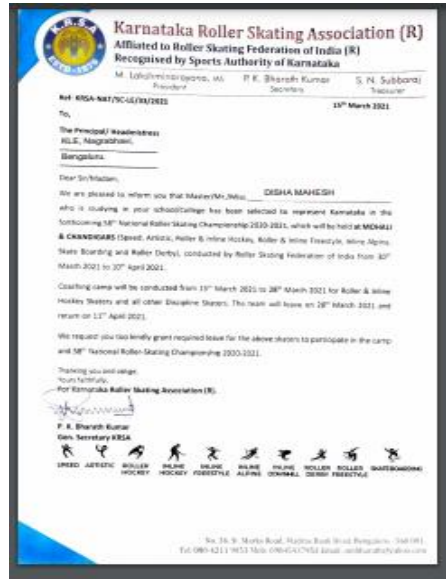 K.R.S.A
ESTD-1976
Karnataka Roller Skating Association (R)
Affiliated to Roller Skating Federation of India (R)
Recognised by Sports Authority of Karnataka
M. Lakshminarayana, IAS P. K. Bharath Kumar S. N. Subbaraj
President Secretary Treasurer
15th March 2021
To,
The Principal/ Headmistress
KLE, Nagrabhavi,
Bengaluru
Dear Sir/Madam,
We are pleased to inform you that Master/Mr./Miss. DISHA MAHESH
who is studying in your school/college has been selected to represent Karnataka in the
forthcoming 58th National Roller Skating Championship 2020-2021, which will be held at MOHALI
& CHANDIGARH (Speed, Artistic, Roller & Inline Hockey, Roller & Inline Freestyle, Inline Alpine,
Skate Boarding and Roller Derby), conducted by Roller Skating Federation of India from 30th
March 2021 to 10th April 2021.
Coaching camp will be conducted from 15th March 2021 to 28th March 2021 for Roller & Inline
Hockey Skaters and all other Discipline Skaters. The team will leave on 28th March 2021 and
return on 11th April 2021.
We request you too kindly grant required leave for the above skaters to participate in the camp
and 58th National Roller Skating Championship 2020-2021.
Yours faithfully,
For Karnataka Roller Skating Association (R).
P. K. Bharath Kumar
Gen. Secretary KRSA
SPEED ARTISTIC ROLLER HOCKEY INLINE HOCKEY INLINE FREESTYLE INLINE ALPINE INLINE DOWNHILL ROLLER DERBY ROLLER FREESTYLE SKATEBOARDING